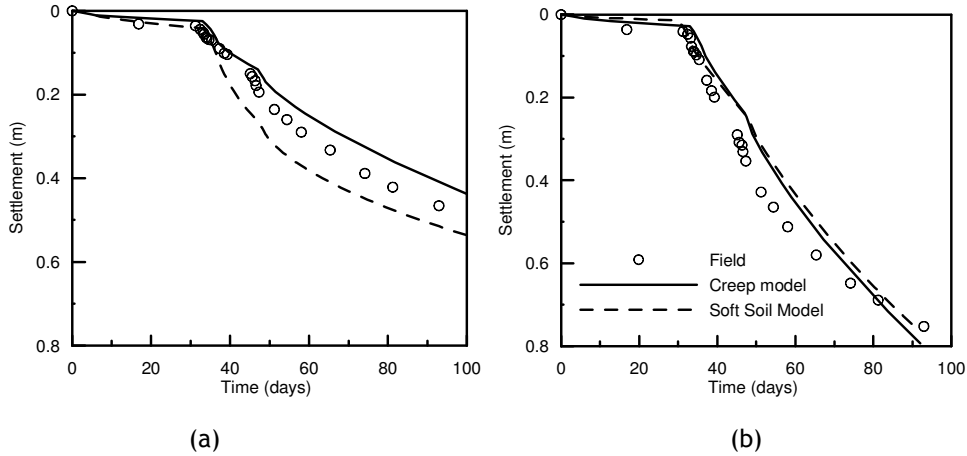 Settlement (m)
0
0.2
0.4
0.6
0.8
0 20 40 60 80 100
Time (days)
(a)
Settlement (m)
0
0.2
0.4
0.6
0.8
Field
Creep model
Soft Soil Model
0 20 40 60 80 100
Time (days)
(b)